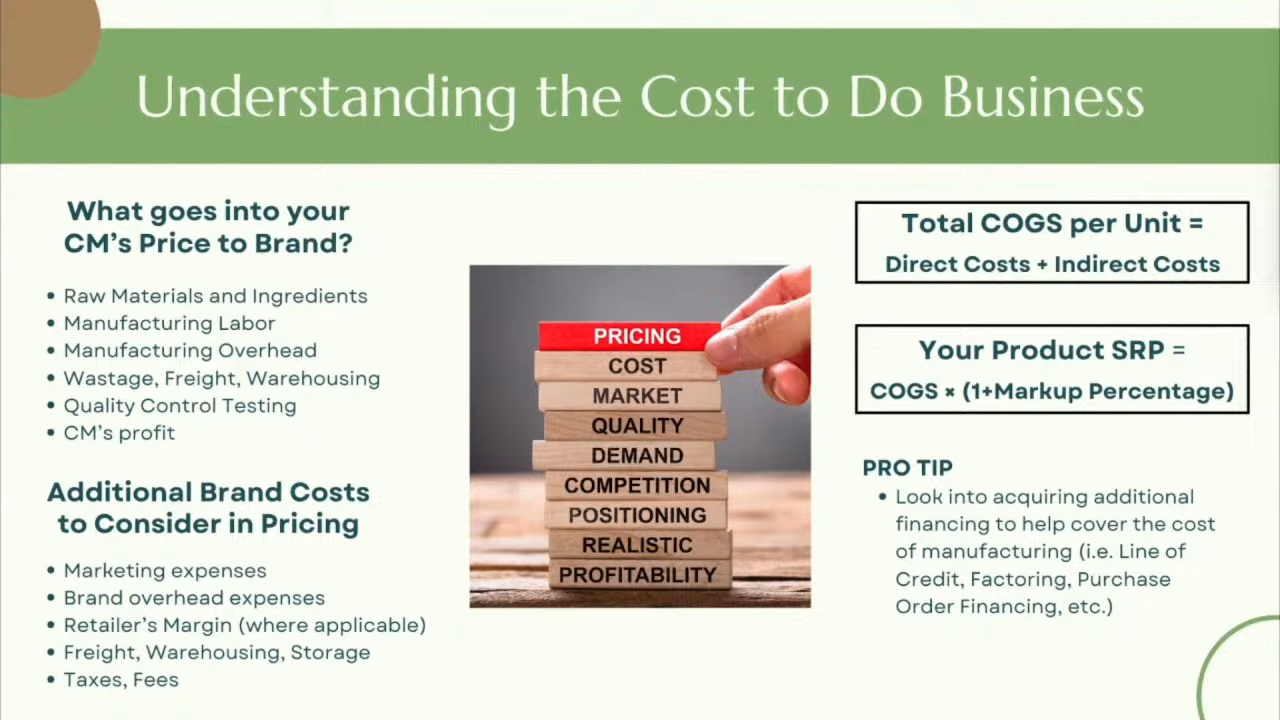 Understanding the Cost to Do Business
What goes into your
CM's Price to Brand?
• Raw Materials and Ingredients
• Manufacturing Labor
• Manufacturing Overhead
• Wastage, Freight, Warehousing
• Quality Control Testing
• CM's profit
Additional Brand Costs
to Consider in Pricing
• Marketing expenses
• Brand overhead expenses
• Retailer's Margin (where applicable)
• Freight, Warehousing, Storage
• Taxes, Fees
PRICING
COST
MARKET
QUALITY
DEMAND
COMPETITION
POSITIONING
REALISTIC
PROFITABILITY
Total COGS per Unit =
Direct Costs + Indirect Costs
Your Product SRP =
COGS × (1+Markup Percentage)
PRO TIP
• Look into acquiring additional
financing to help cover the cost
of manufacturing (i.e. Line of
Credit, Factoring, Purchase
Order Financing, etc.)